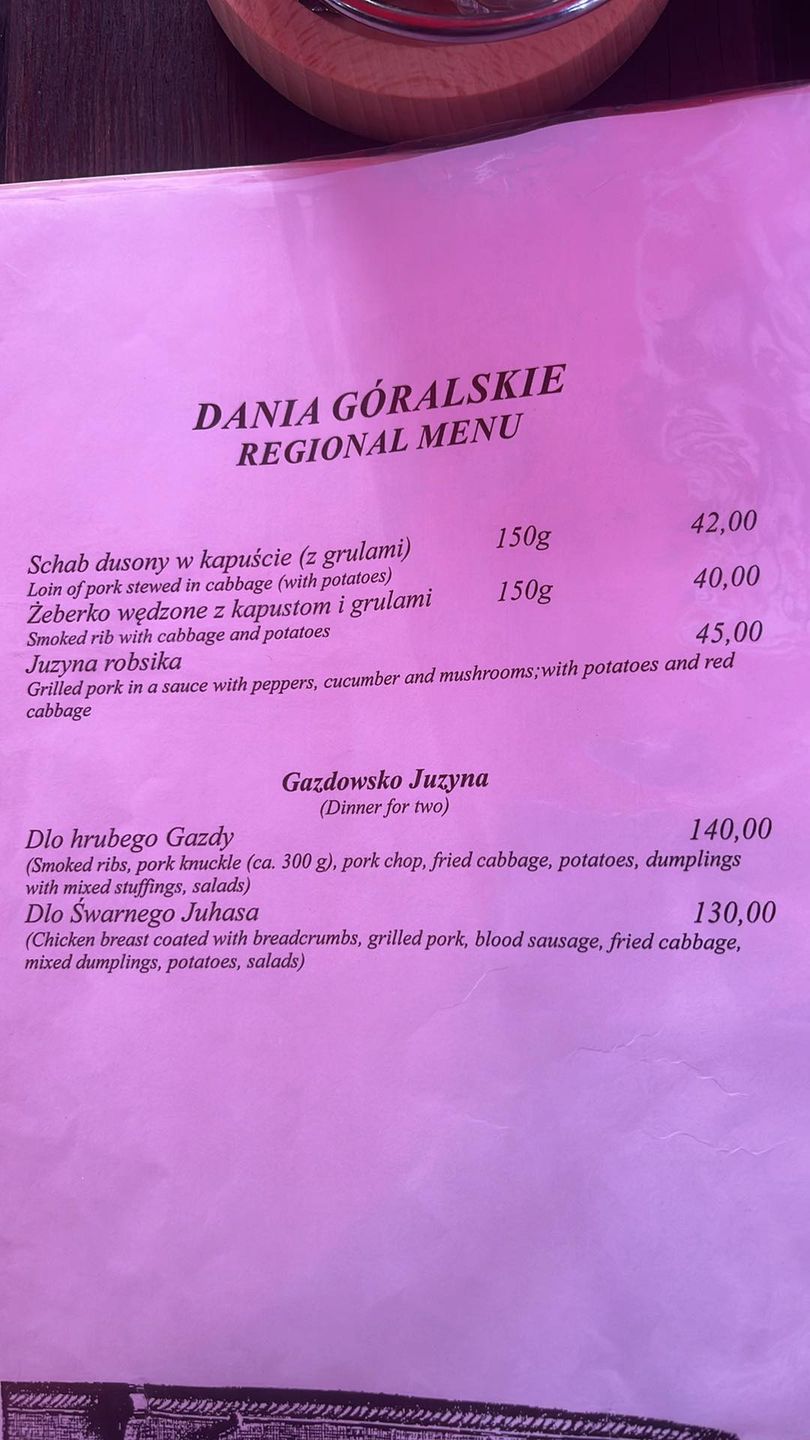 DANIA GÓRALSKIE
REGIONAL MENU
Schab dusony w kapuście (z grulami) 150g 42,00
Loin of pork stewed in cabbage (with potatoes)
Żeberko wędzone z kapustom i grulami 150g 40,00
Smoked rib with cabbage and potatoes
Juzyna robsika 45,00
Grilled pork in a sauce with peppers, cucumber and mushrooms;with potatoes and red
cabbage
Gazdowsko Juzyna
(Dinner for two)
Dlo hrubego Gazdy 140,00
(Smoked ribs, pork knuckle (ca. 300 g), pork chop, fried cabbage, potatoes, dumplings
with mixed stuffings, salads)
Dlo Śwarnego Juhasa 130,00
(Chicken breast coated with breadcrumbs, grilled pork, blood sausage, fried cabbage,
mixed dumplings, potatoes, salads)